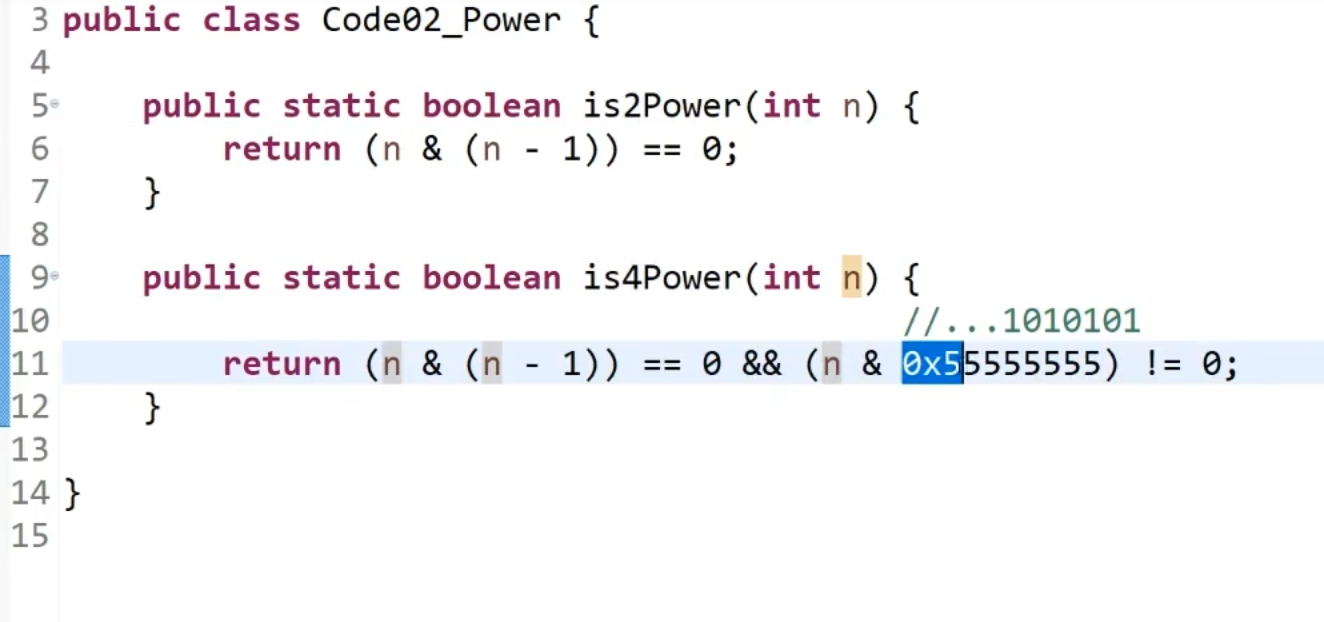 3 public class Code02_Power {
4
5 public static boolean is2Power(int n) {
6 return (n & (n - 1)) == 0;
7 }
8
9 public static boolean is4Power(int n) {
10 //...1010101
11 return (n & (n - 1)) == 0 && (n & 0x55555555) != 0;
12 }
13
14 }
15